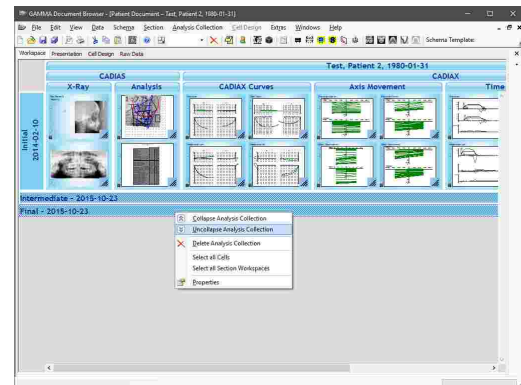 GAMMA Document Browser - [Patient Document - Test, Patient 2, 1980-01-31]
File Edit View Data Schema Section Analysis Collection Cell Design Extras Windows Help
Schema Template:
Workspace Presentation Cell Design Raw Data
Test, Patient 2, 1980-01-31
CADIAS CADIAX
X-Ray Analysis CADIAX Curves Axis Movement Time
Initial
2014-02-10
Intermediate - 2015-10-23
Final - 2015-10-23
Collapse Analysis Collection
Uncollapse Analysis Collection
Delete Analysis Collection
Select all Cells
Select all Section Workspaces
Properties